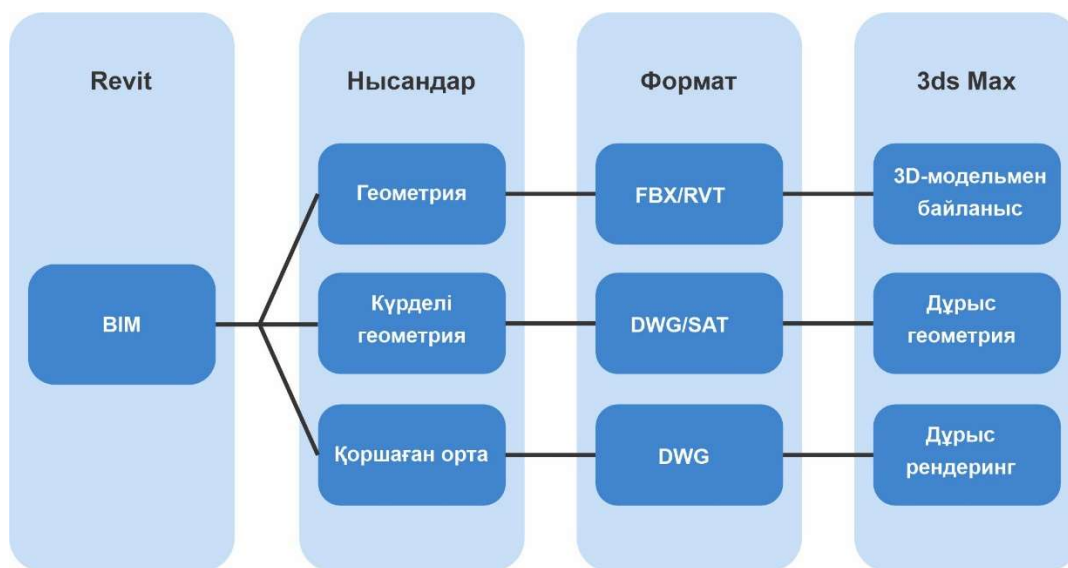 Revit
Нысандар
Формат
3ds Max
BIM
Геометрия
FBX/RVT
3D-модельмен
байланыс
Күрделі
геометрия
DWG/SAT
Дұрыс
геометрия
Қоршаған орта
DWG
Дұрыс
рендеринг